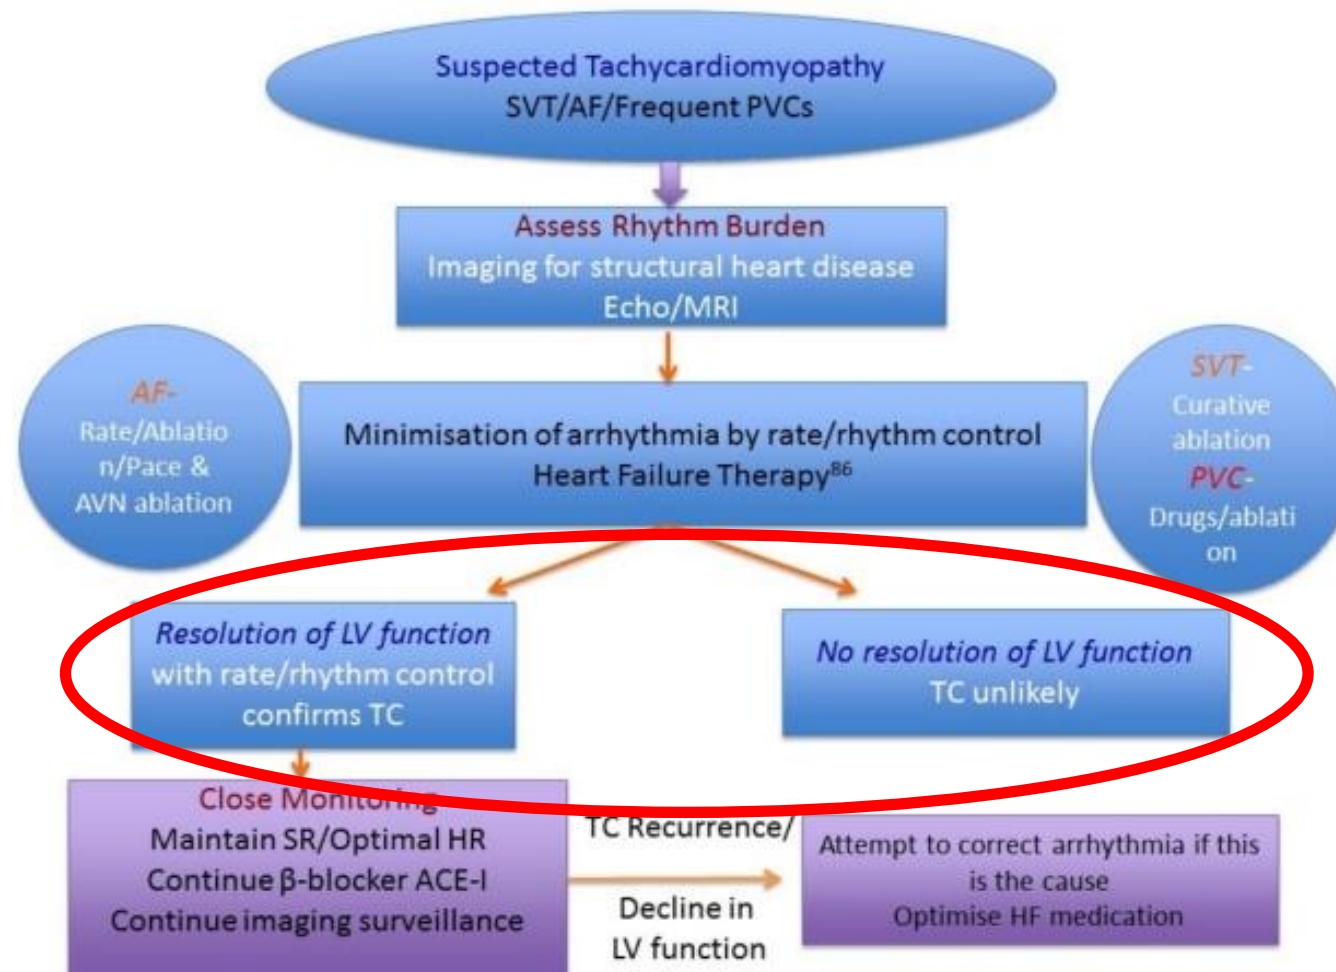 Suspected Tachycardiomyopathy
SVT/AF/Frequent PVCs
Assess Rhythm Burden
Imaging for structural heart disease
Echo/MRI
AF-
Rate/Ablatio
n/Pace &
AVN ablation
Minimisation of arrhythmia by rate/rhythm control
Heart Failure Therapy86
SVT-
Curative
ablation
PVC-
Drugs/ablati
on
Resolution of LV function
with rate/rhythm control
confirms TC
No resolution of LV function
TC unlikely
Close Monitoring
Maintain SR/Optimal HR
Continue β-blocker ACE-I
Continue imaging surveillance
TC Recurrence/
Decline in
LV function
Attempt to correct arrhythmia if this
is the cause
Optimise HF medication